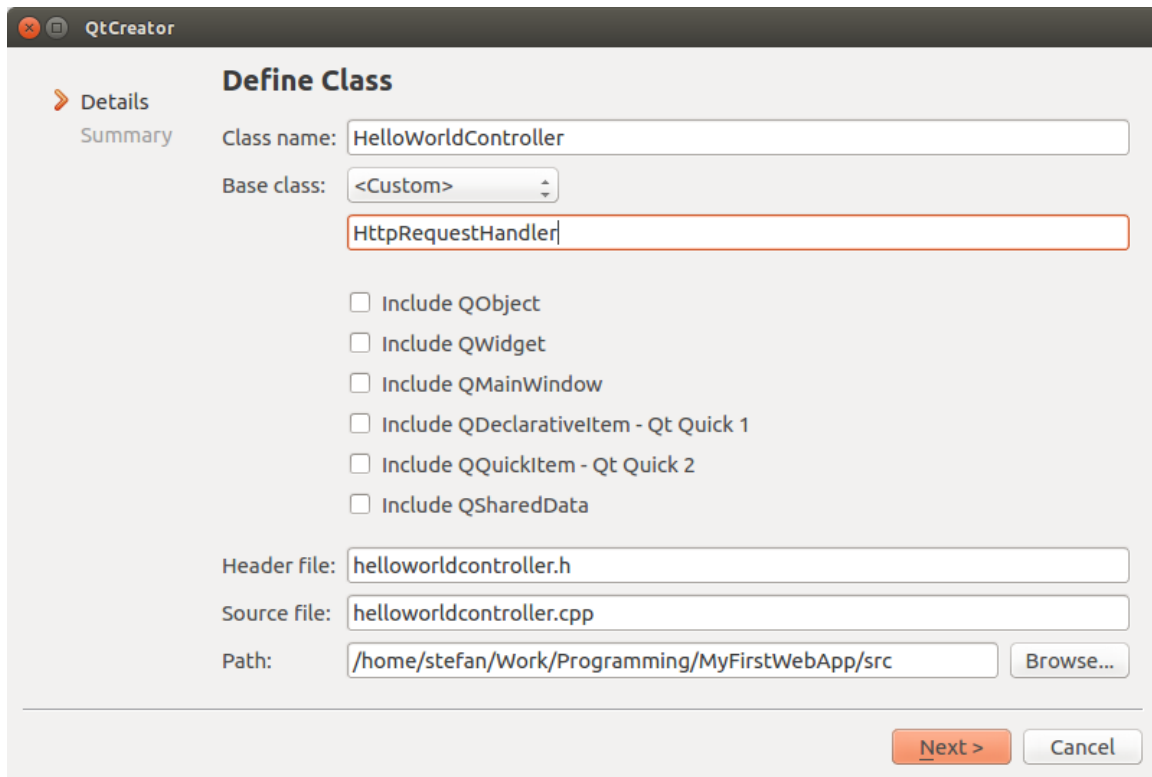 QtCreator
Define Class
Details
Summary
Class name: HelloWorldController
Base class: <Custom>
HttpRequestHandler
Include QObject
Include QWidget
Include QMainWindow
Include QDeclarativeItem - Qt Quick 1
Include QQuickItem - Qt Quick 2
Include QSharedData
Header file: helloworldcontroller.h
Source file: helloworldcontroller.cpp
Path: /home/stefan/Work/Programming/MyFirstWebApp/src Browse...
Next > Cancel